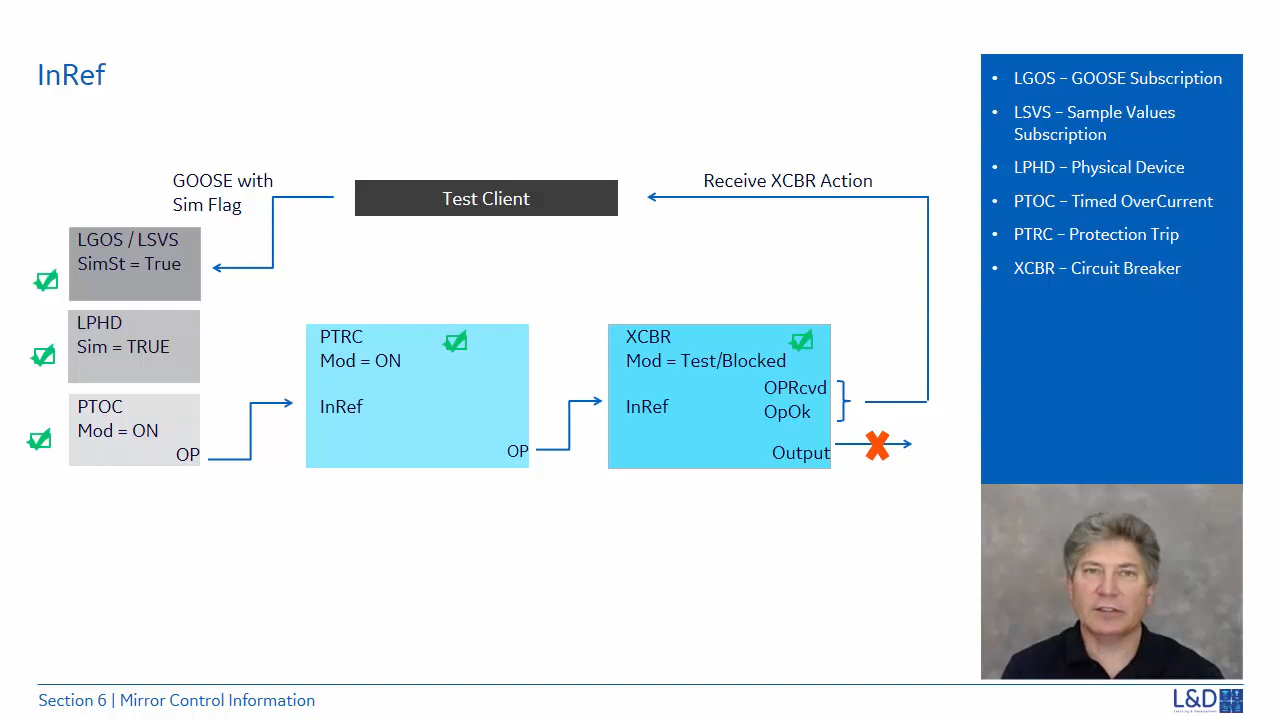 InRef
GOOSE with
Sim Flag
Test Client
Receive XCBR Action
LGOS / LSVS
SimSt = True
LPHD
Sim = TRUE
PTOC
Mod = ON
OP
PTRC
Mod = ON
InRef
OP
XCBR
Mod = Test/Blocked
OPRcvd
InRef
OpOk
Output
• LGOS – GOOSE Subscription
• LSVS – Sample Values
Subscription
• LPHD – Physical Device
• PTOC – Timed OverCurrent
• PTRC – Protection Trip
• XCBR – Circuit Breaker
Section 6 | Mirror Control Information
L&D